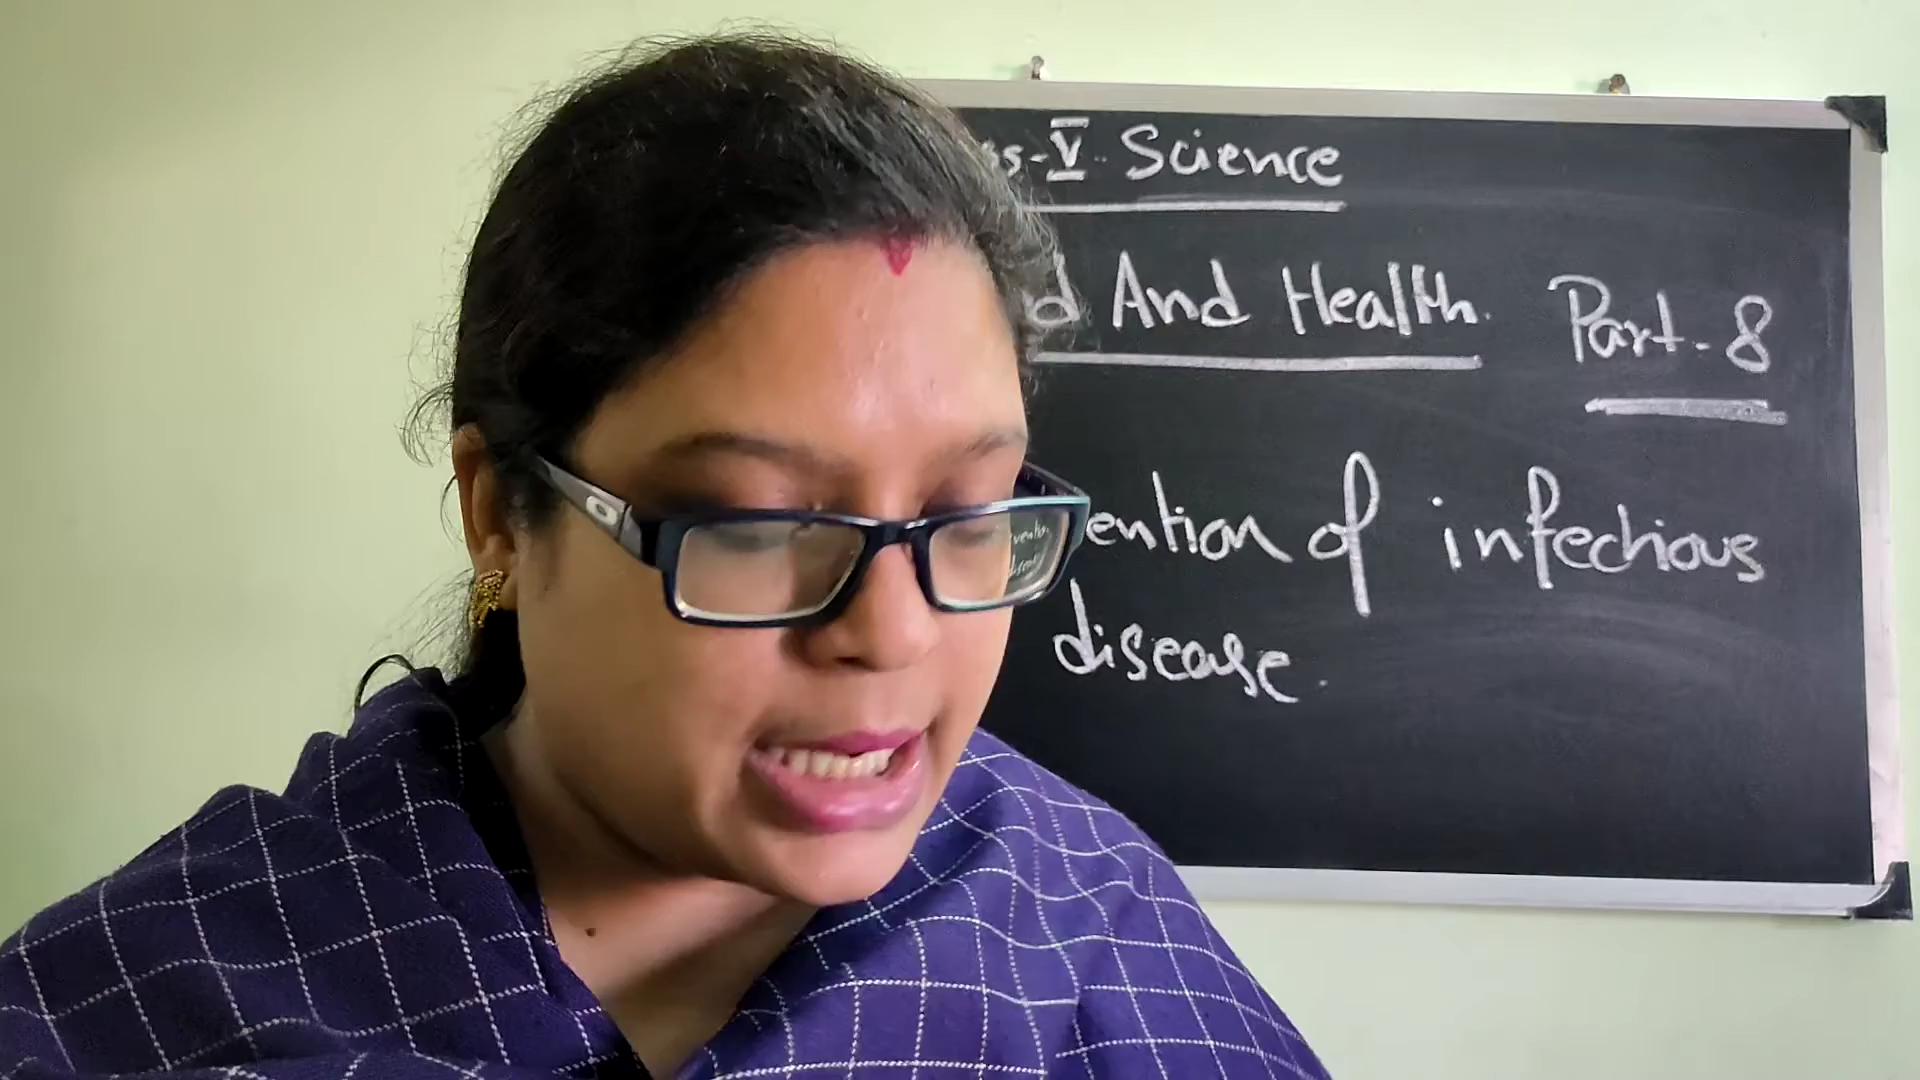 s-V Science
d And Health.
Part-8
ention of infectious
disease.